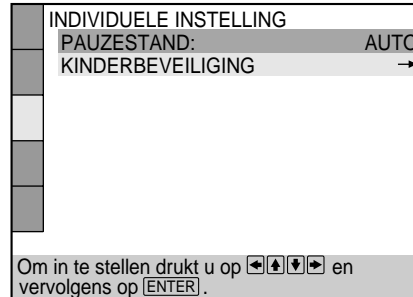 INDIVIDUELE INSTELLING
PAUZESTAND: AUTO
KINDERBEVEILIGING →
Om in te stellen drukt u op ←↑↓→ en
vervolgens op ENTER.